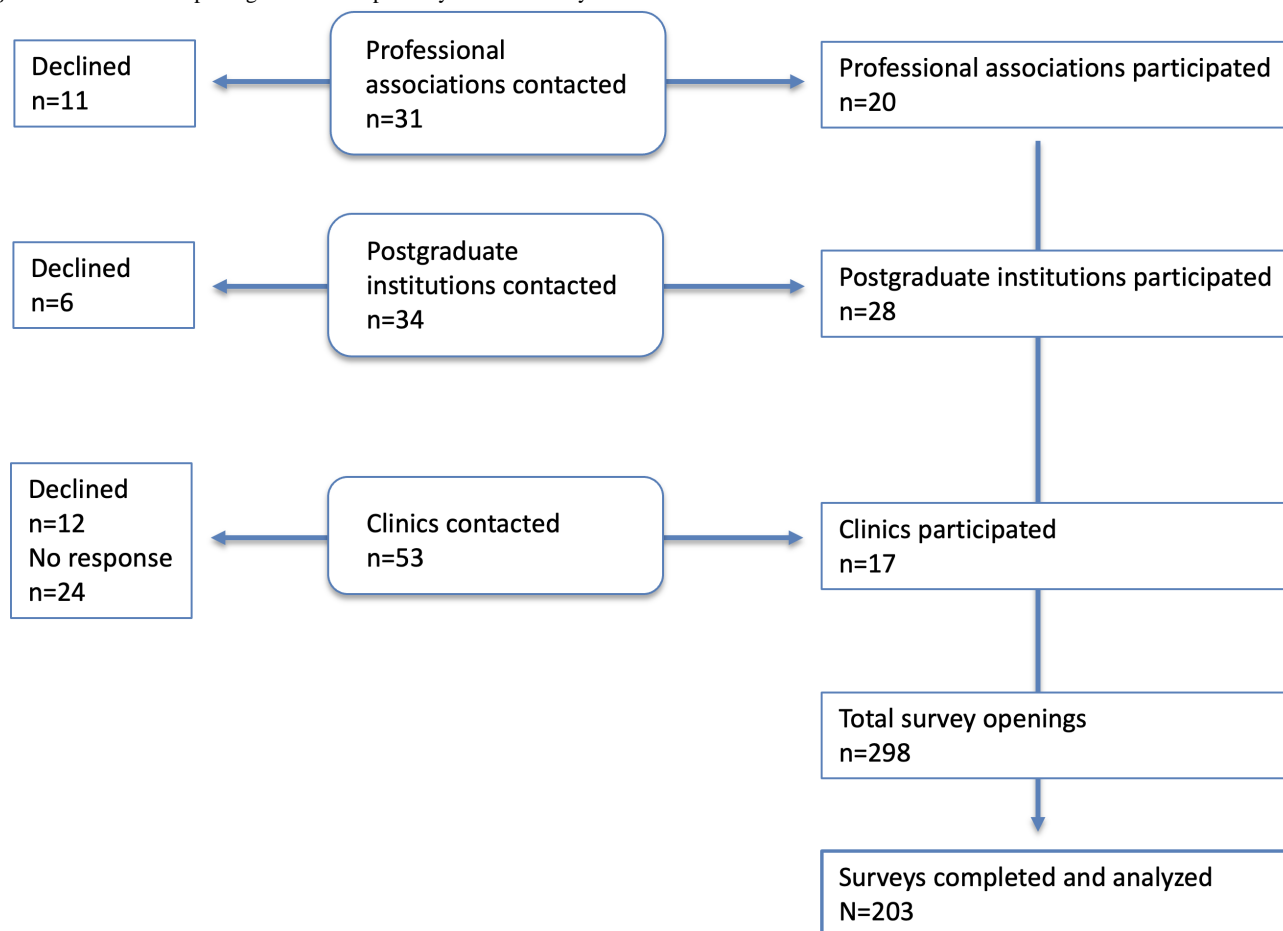 Declined
n=11
Professional
associations contacted
n=31
Professional associations participated
n=20
Declined
n=6
Postgraduate
institutions contacted
n=34
Postgraduate institutions participated
n=28
Declined
n=12
No response
n=24
Clinics contacted
n=53
Clinics participated
n=17
Total survey openings
n=298
Surveys completed and analyzed
N=203